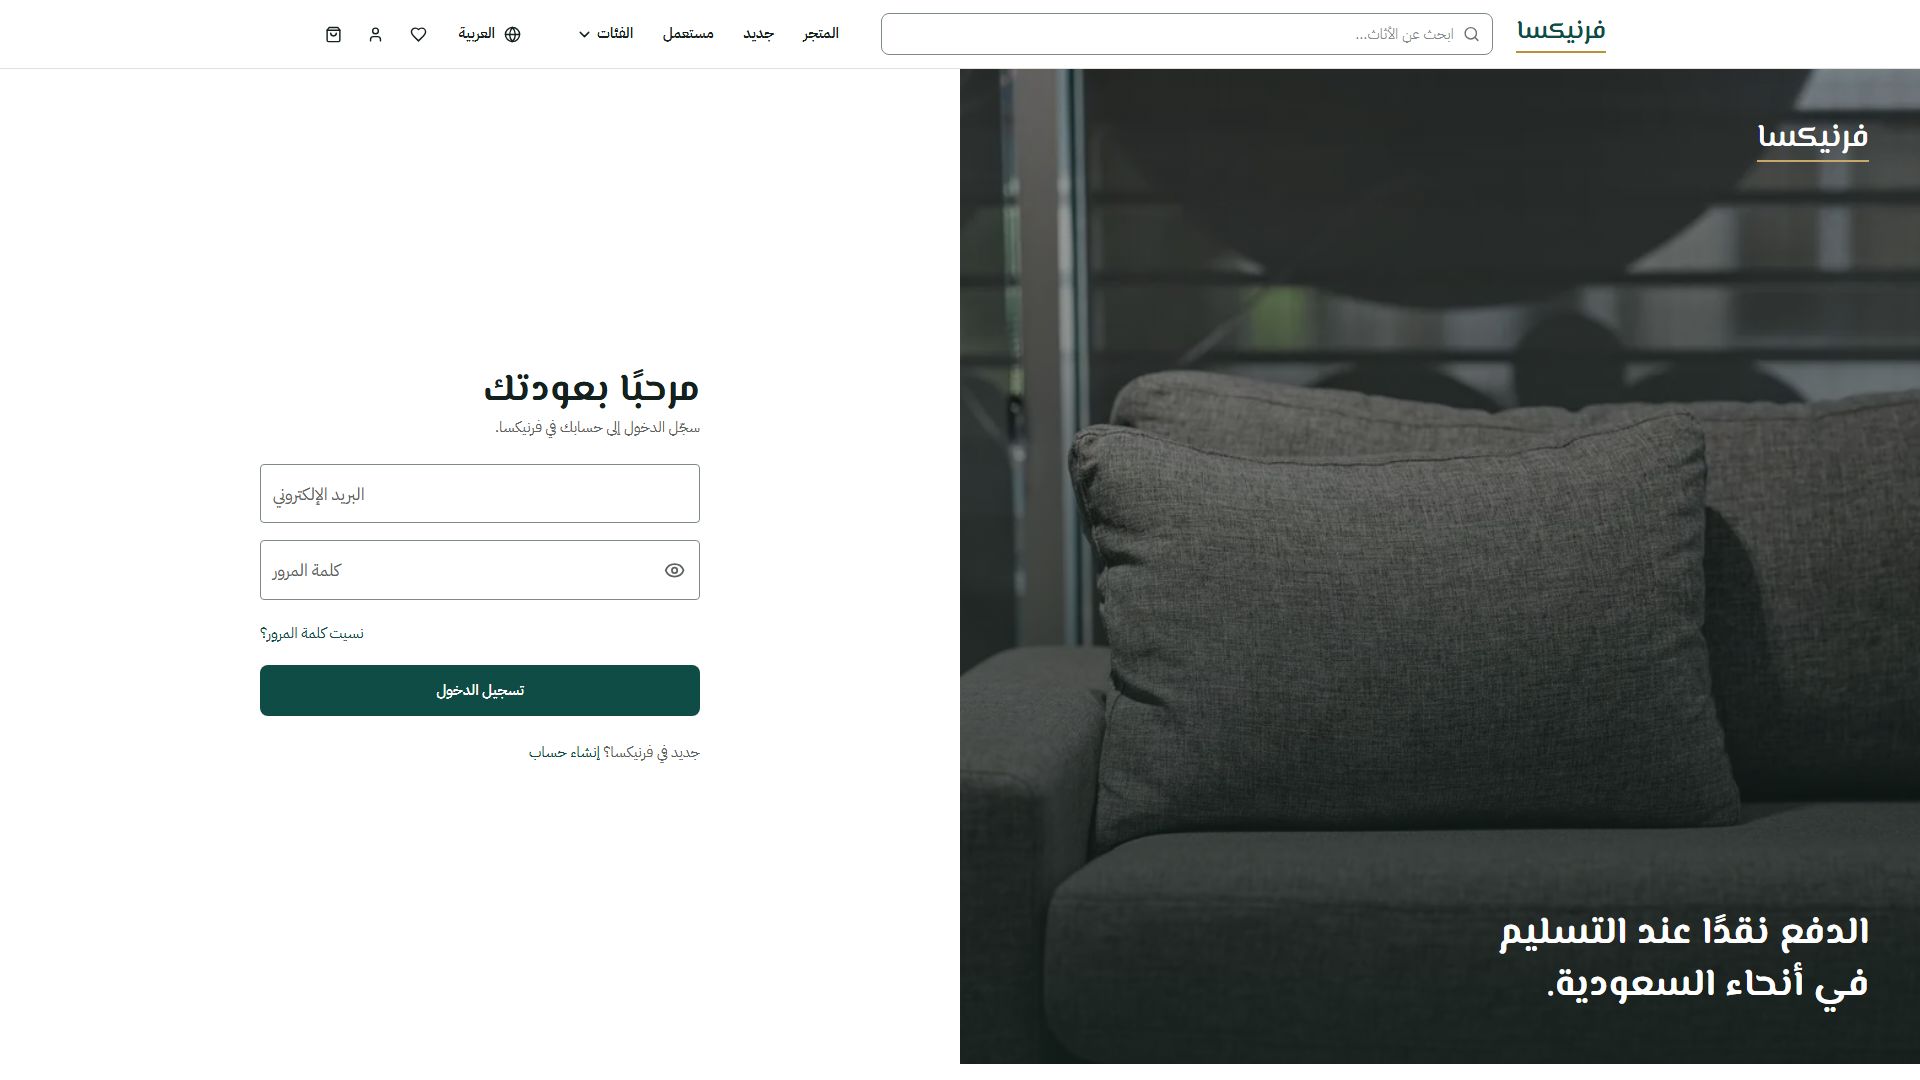 فرنيكسا
ابحث عن الأثاث...
المتجر
جديد
مستعمل
الفئات
العربية
فرنيكسا
الدفع نقدًا عند التسليم
في أنحاء السعودية.
مرحبًا بعودتك
سجّل الدخول إلى حسابك في فرنيكسا.
البريد الإلكتروني
كلمة المرور
نسيت كلمة المرور؟
تسجيل الدخول
جديد في فرنيكسا؟ إنشاء حساب